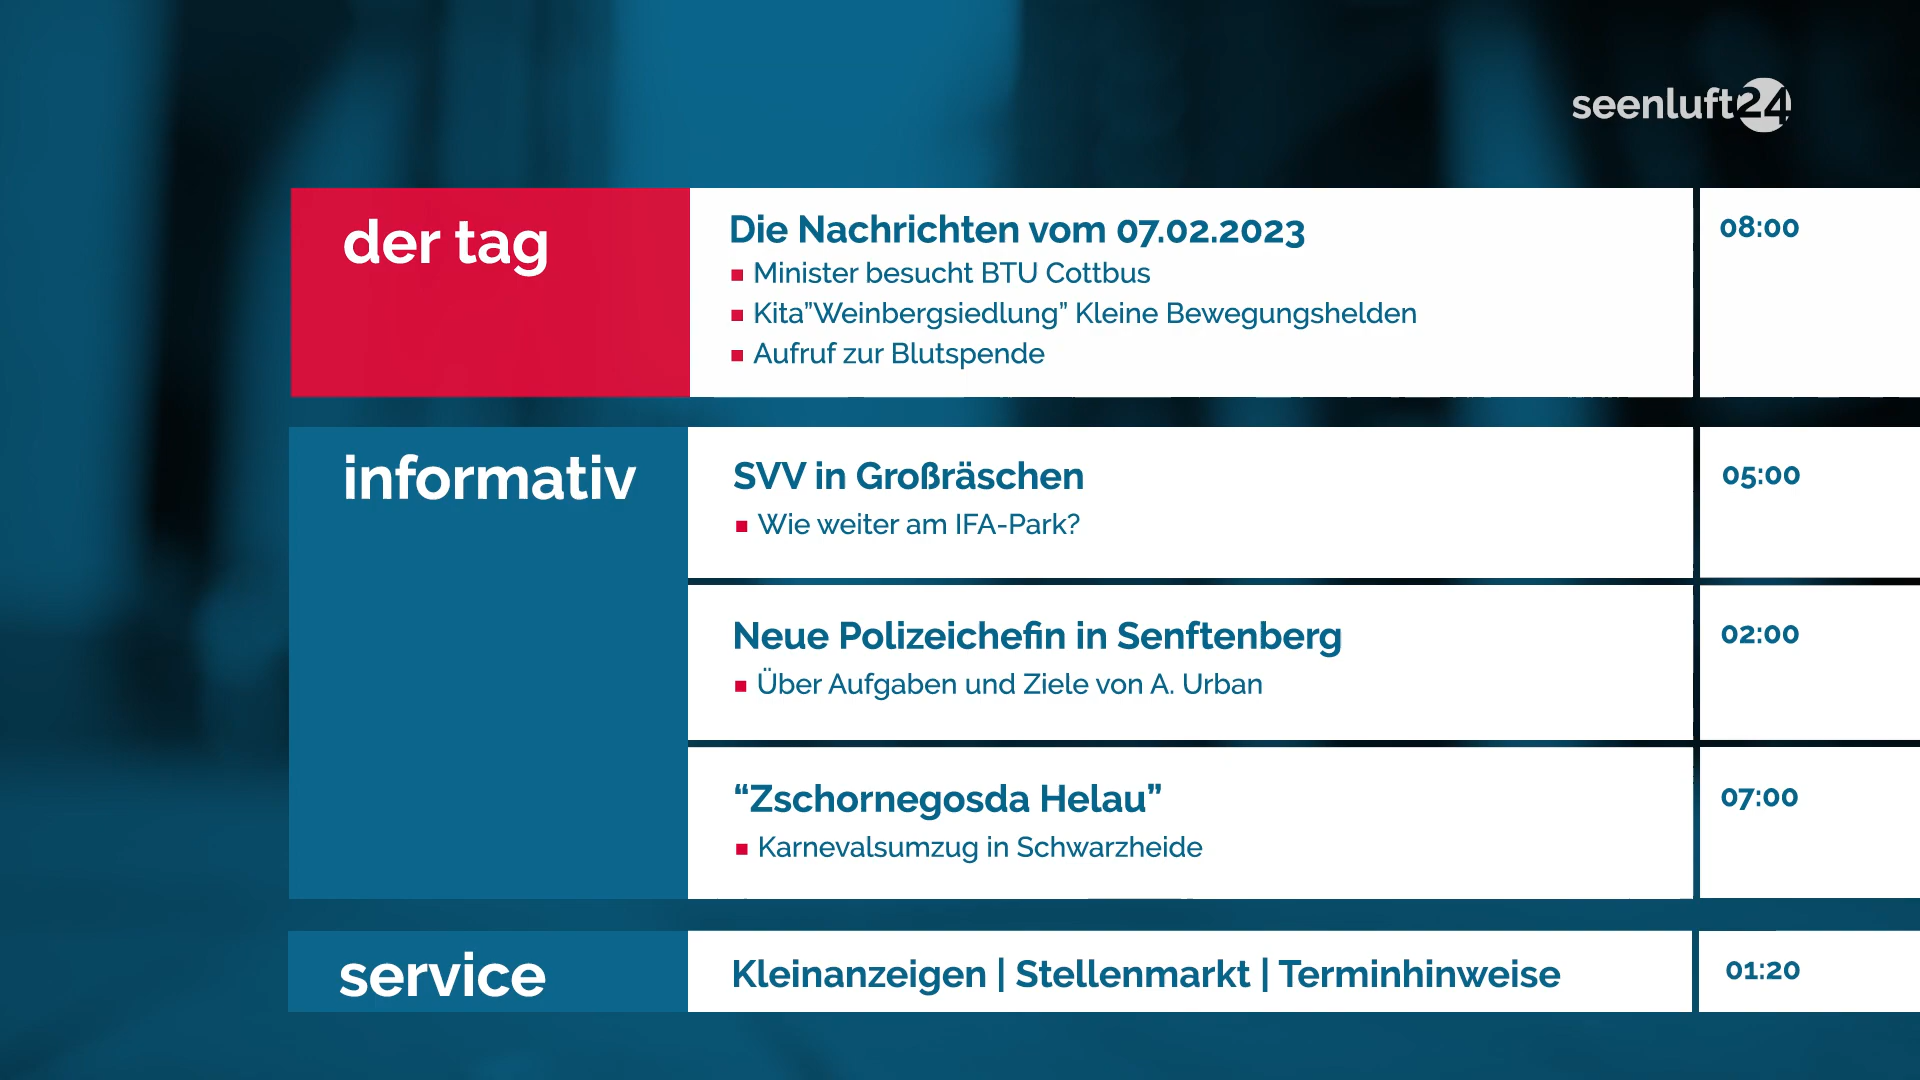 seenluft24
der tag
Die Nachrichten vom 07.02.2023
08:00
Minister besucht BTU Cottbus
Kita”Weinbergsiedlung” Kleine Bewegungshelden
Aufruf zur Blutspende
informativ
SVV in Großräschen
05:00
Wie weiter am IFA-Park?
Neue Polizeichefin in Senftenberg
02:00
Über Aufgaben und Ziele von A. Urban
“Zschornegosda Helau”
07:00
Karnevalsumzug in Schwarzheide
service
Kleinanzeigen | Stellenmarkt | Terminhinweise
01:20